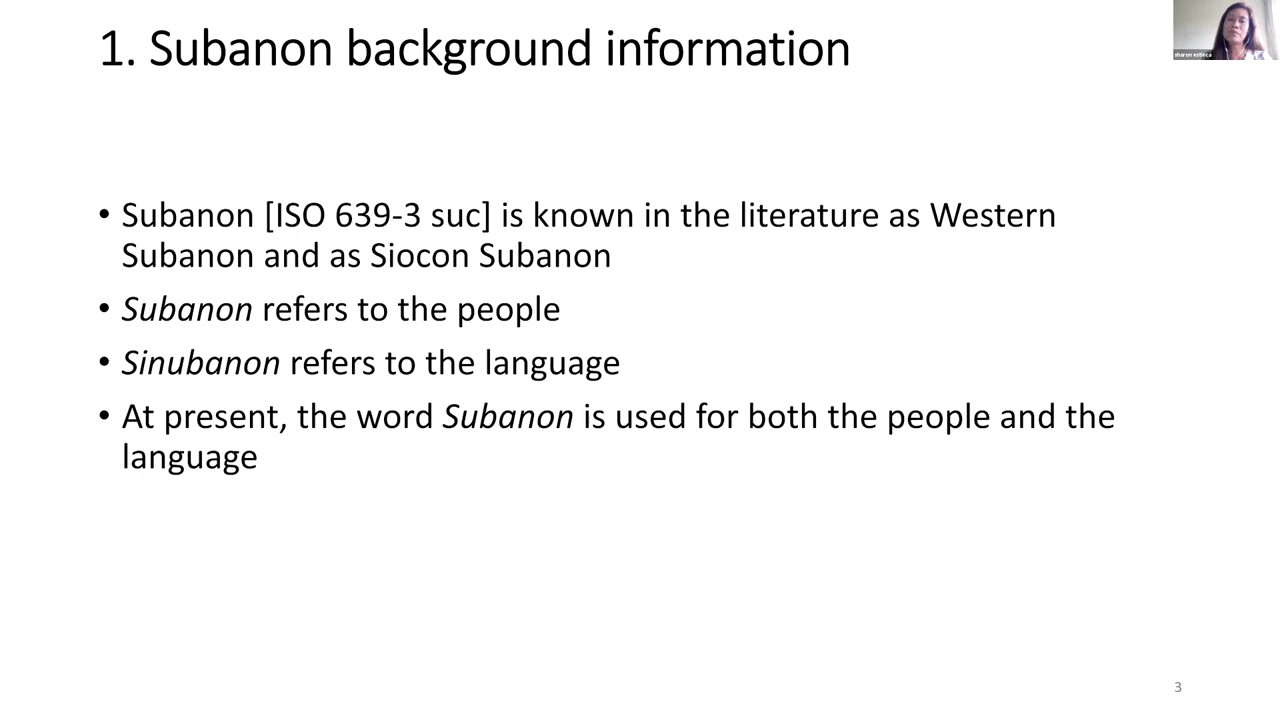 1. Subanon background information
sharon estioca
• Subanon [ISO 639-3 suc] is known in the literature as Western
Subanon and as Siocon Subanon
• Subanon refers to the people
• Sinubanon refers to the language
• At present, the word Subanon is used for both the people and the
language
3